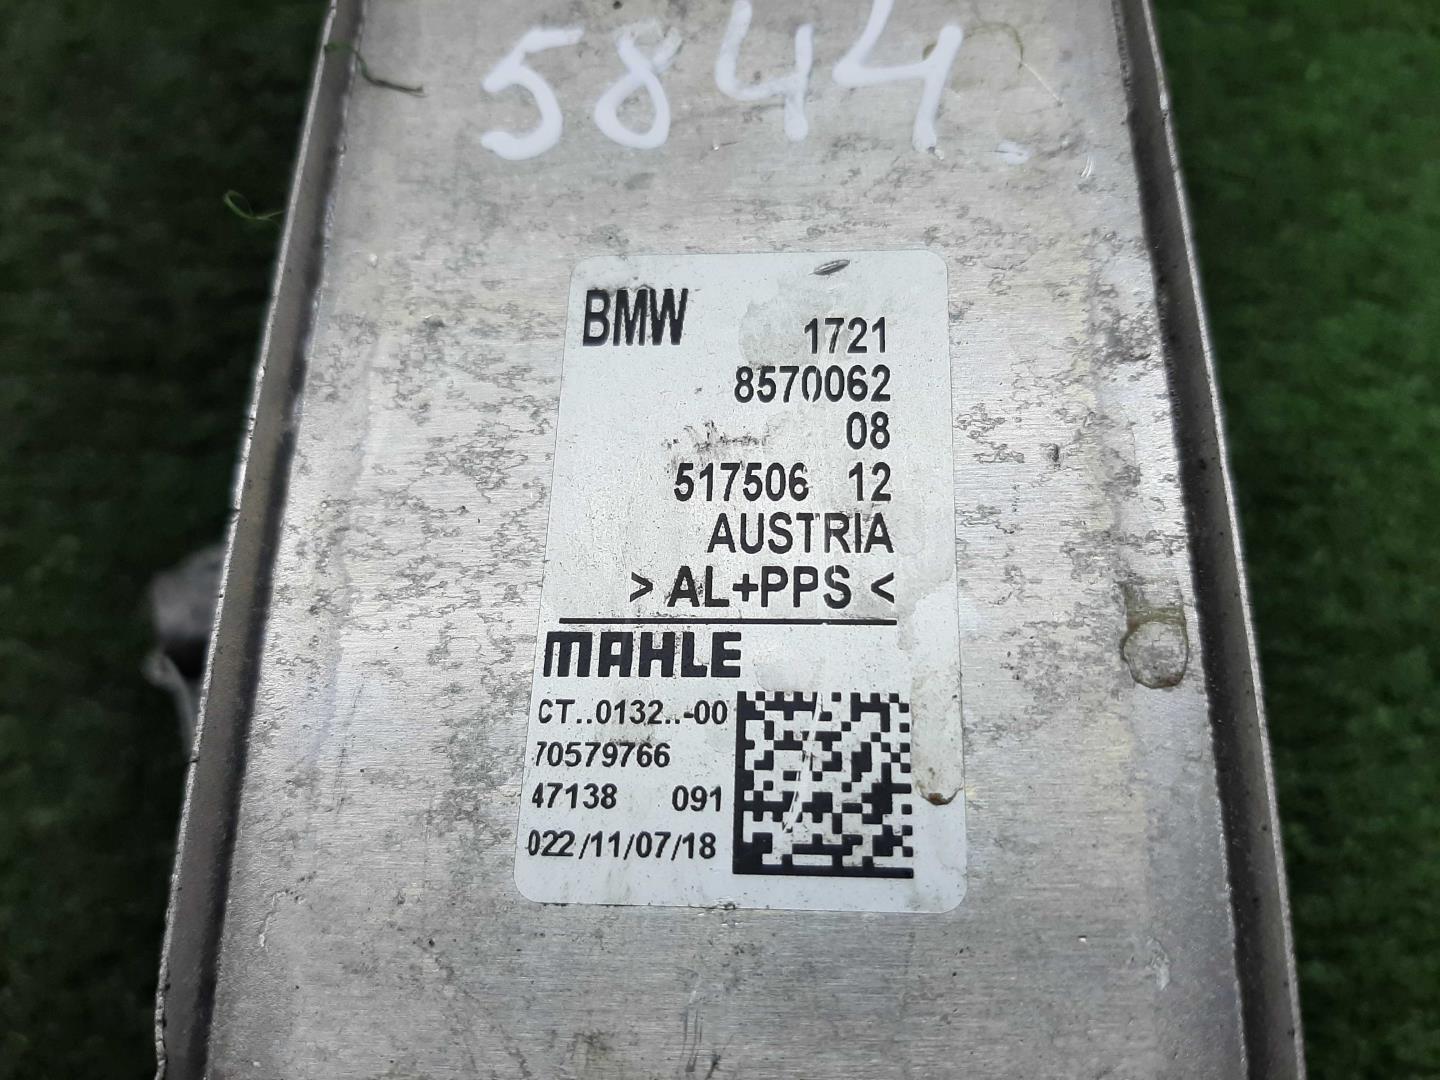 5844
BMW 1721
8570062
08
517506 12
AUSTRIA
> AL+PPS <
MAHLE
CT..0132..-00
70579766
47138 091
022/11/07/18